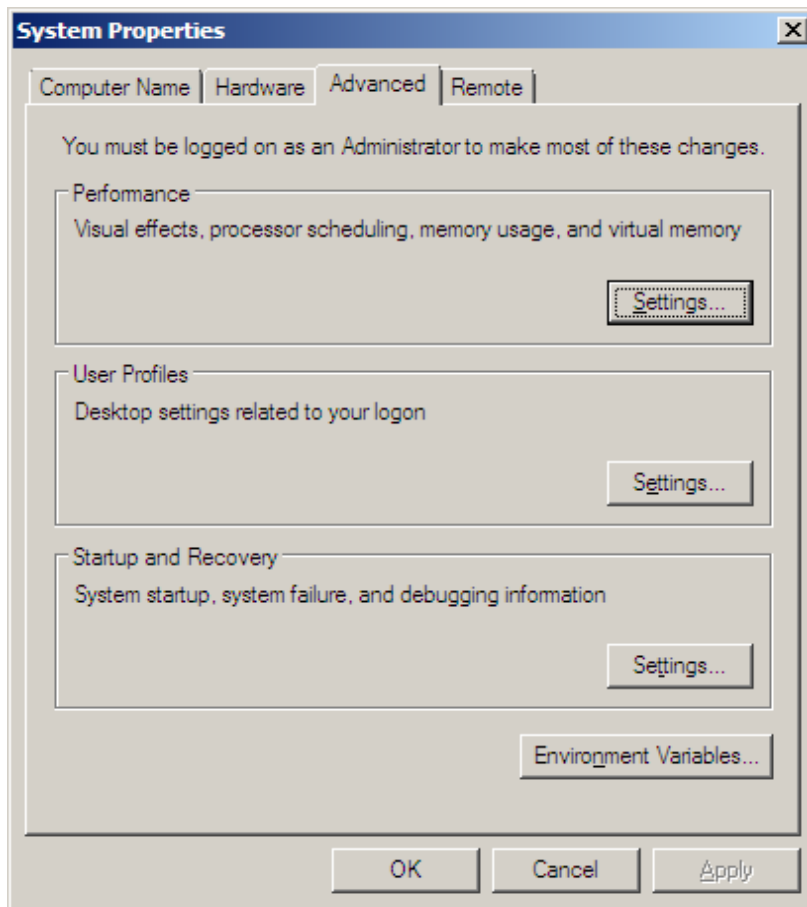 System Properties
Computer Name
Hardware
Advanced
Remote
You must be logged on as an Administrator to make most of these changes.
Performance
Visual effects, processor scheduling, memory usage, and virtual memory
Settings...
User Profiles
Desktop settings related to your logon
Settings...
Startup and Recovery
System startup, system failure, and debugging information
Settings...
Environment Variables...
OK
Cancel
Apply